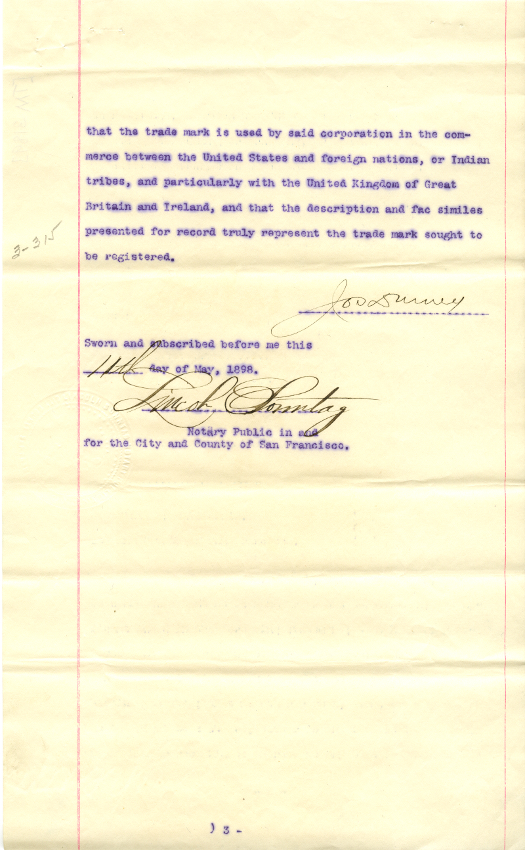 that the trade mark is used by said corporation in the com-
merce between the United States and foreign nations, or Indian
tribes, and particularly with the United Kingdom of Great
Britain and Ireland, and that the description and fac similes
presented for record truly represent the trade mark sought to
be registered.
3-315
Sworn and subscribed before me this
11th day of May, 1898.
Lincoln Sonntag
Notary Public in and
for the City and County of San Francisco.
) 3 -